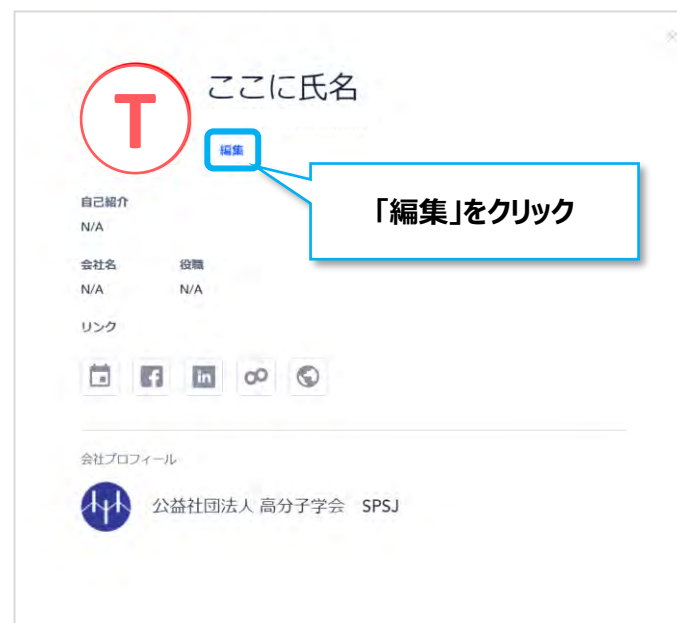 T
ここに氏名
編集
「編集」をクリック
自己紹介
N/A
会社名 役職
N/A N/A
リンク
会社プロフィール
公益社団法人 高分子学会 SPSJ